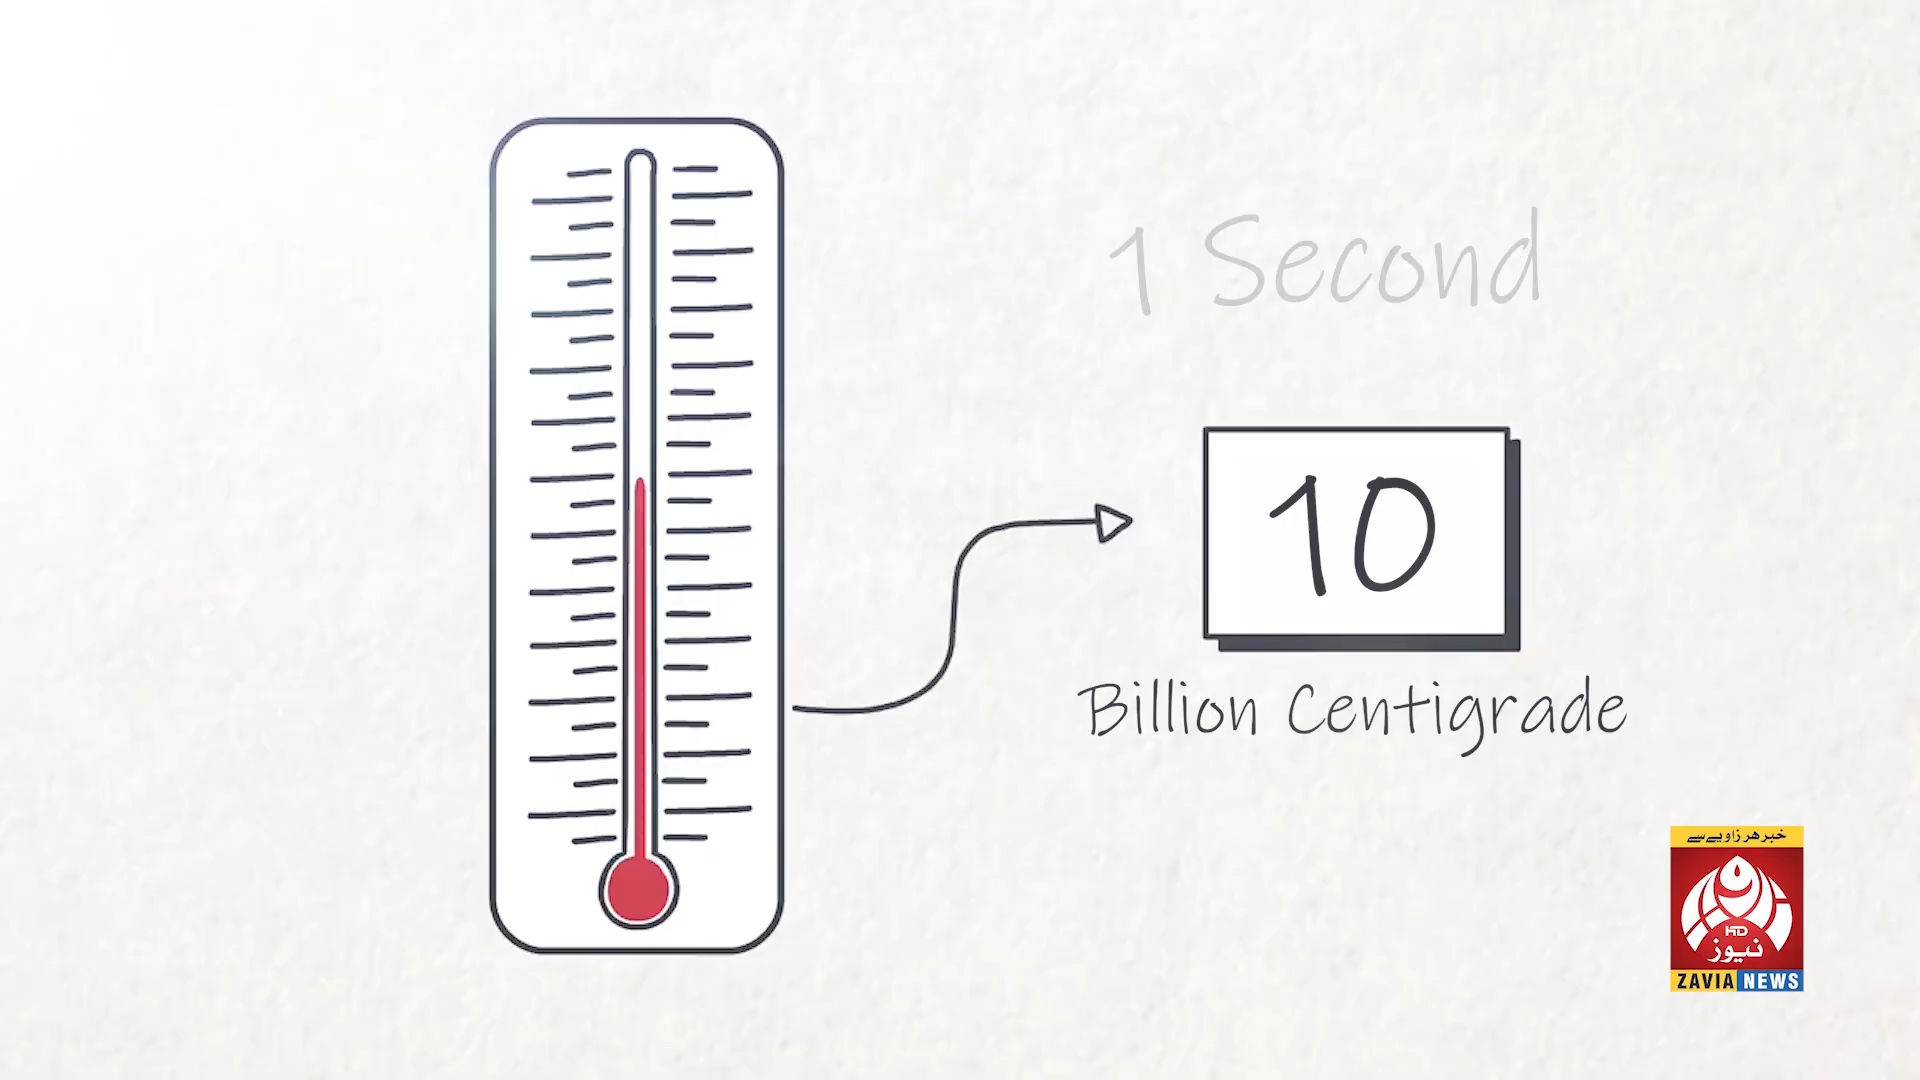 1 Second
10
Billion Centigrade
خبر ہر زاویے سے
HD
نیوز
ZAVIA NEWS